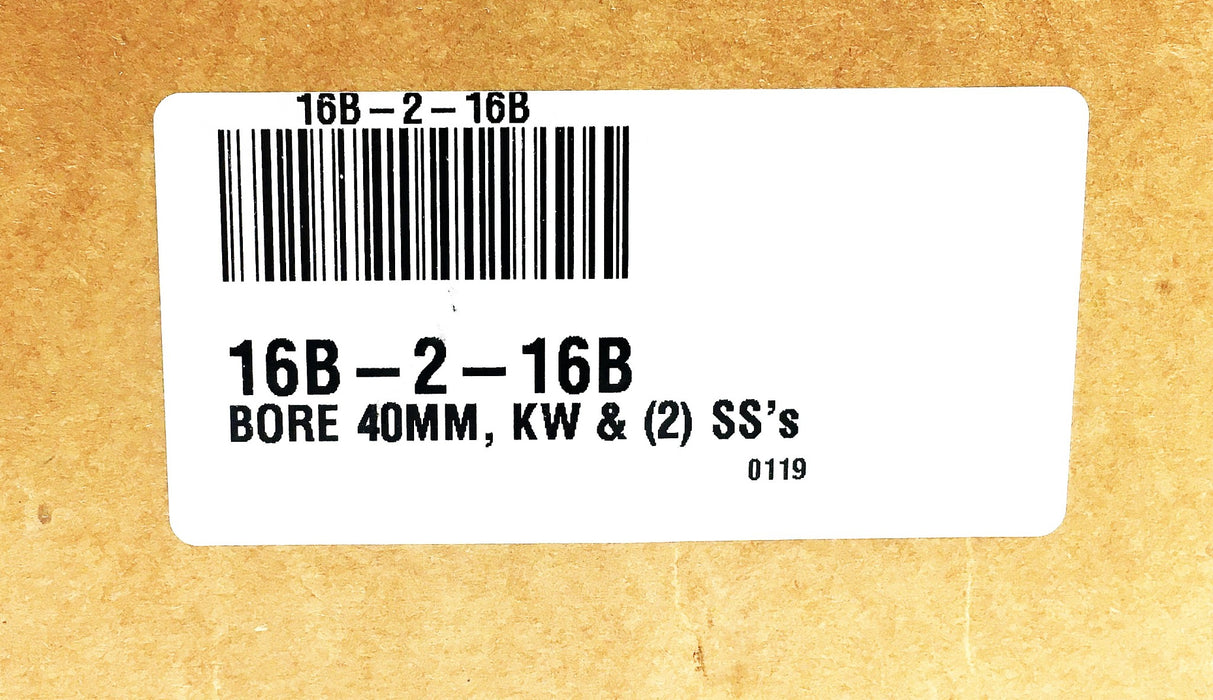 16B-2-16B
16B-2-16B
BORE 40MM, KW & (2) SS's
0119